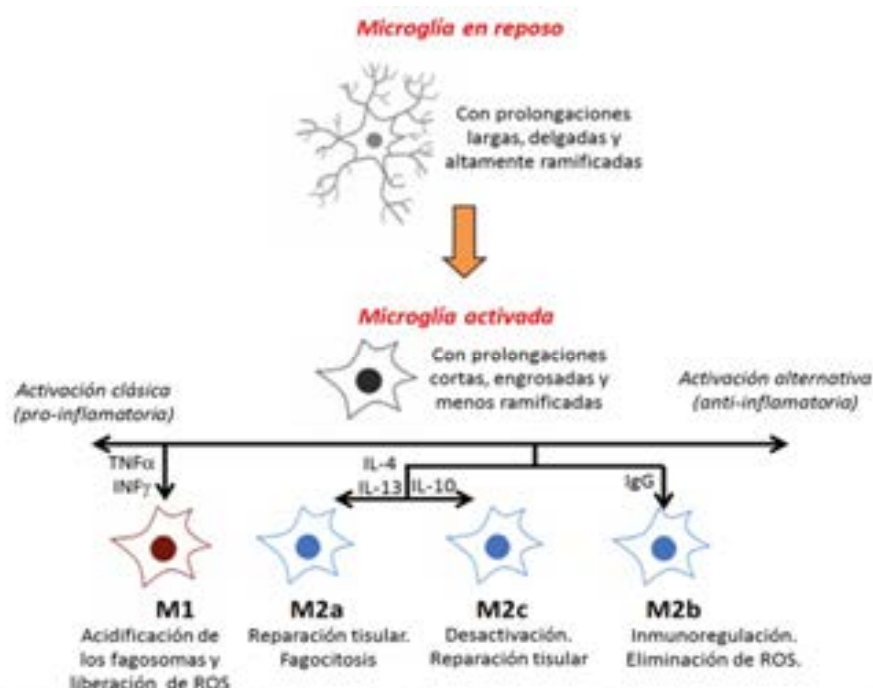 Microglía en reposo
Con prolongaciones
largas, delgadas y
altamente ramificadas
Microglía activada
Con prolongaciones
cortas, engrosadas y
menos ramificadas
Activación clásica
(pro-inflamatoria)
Activación alternativa
(anti-inflamatoria)
TNFα
INFγ
IL-4
IL-13
IL-10
IgG
M1
Acidificación de
los fagosomas y
liberación de ROS
M2a
Reparación tisular.
Fagocitosis
M2c
Desactivación.
Reparación tisular
M2b
Inmunoregulación.
Eliminación de ROS.